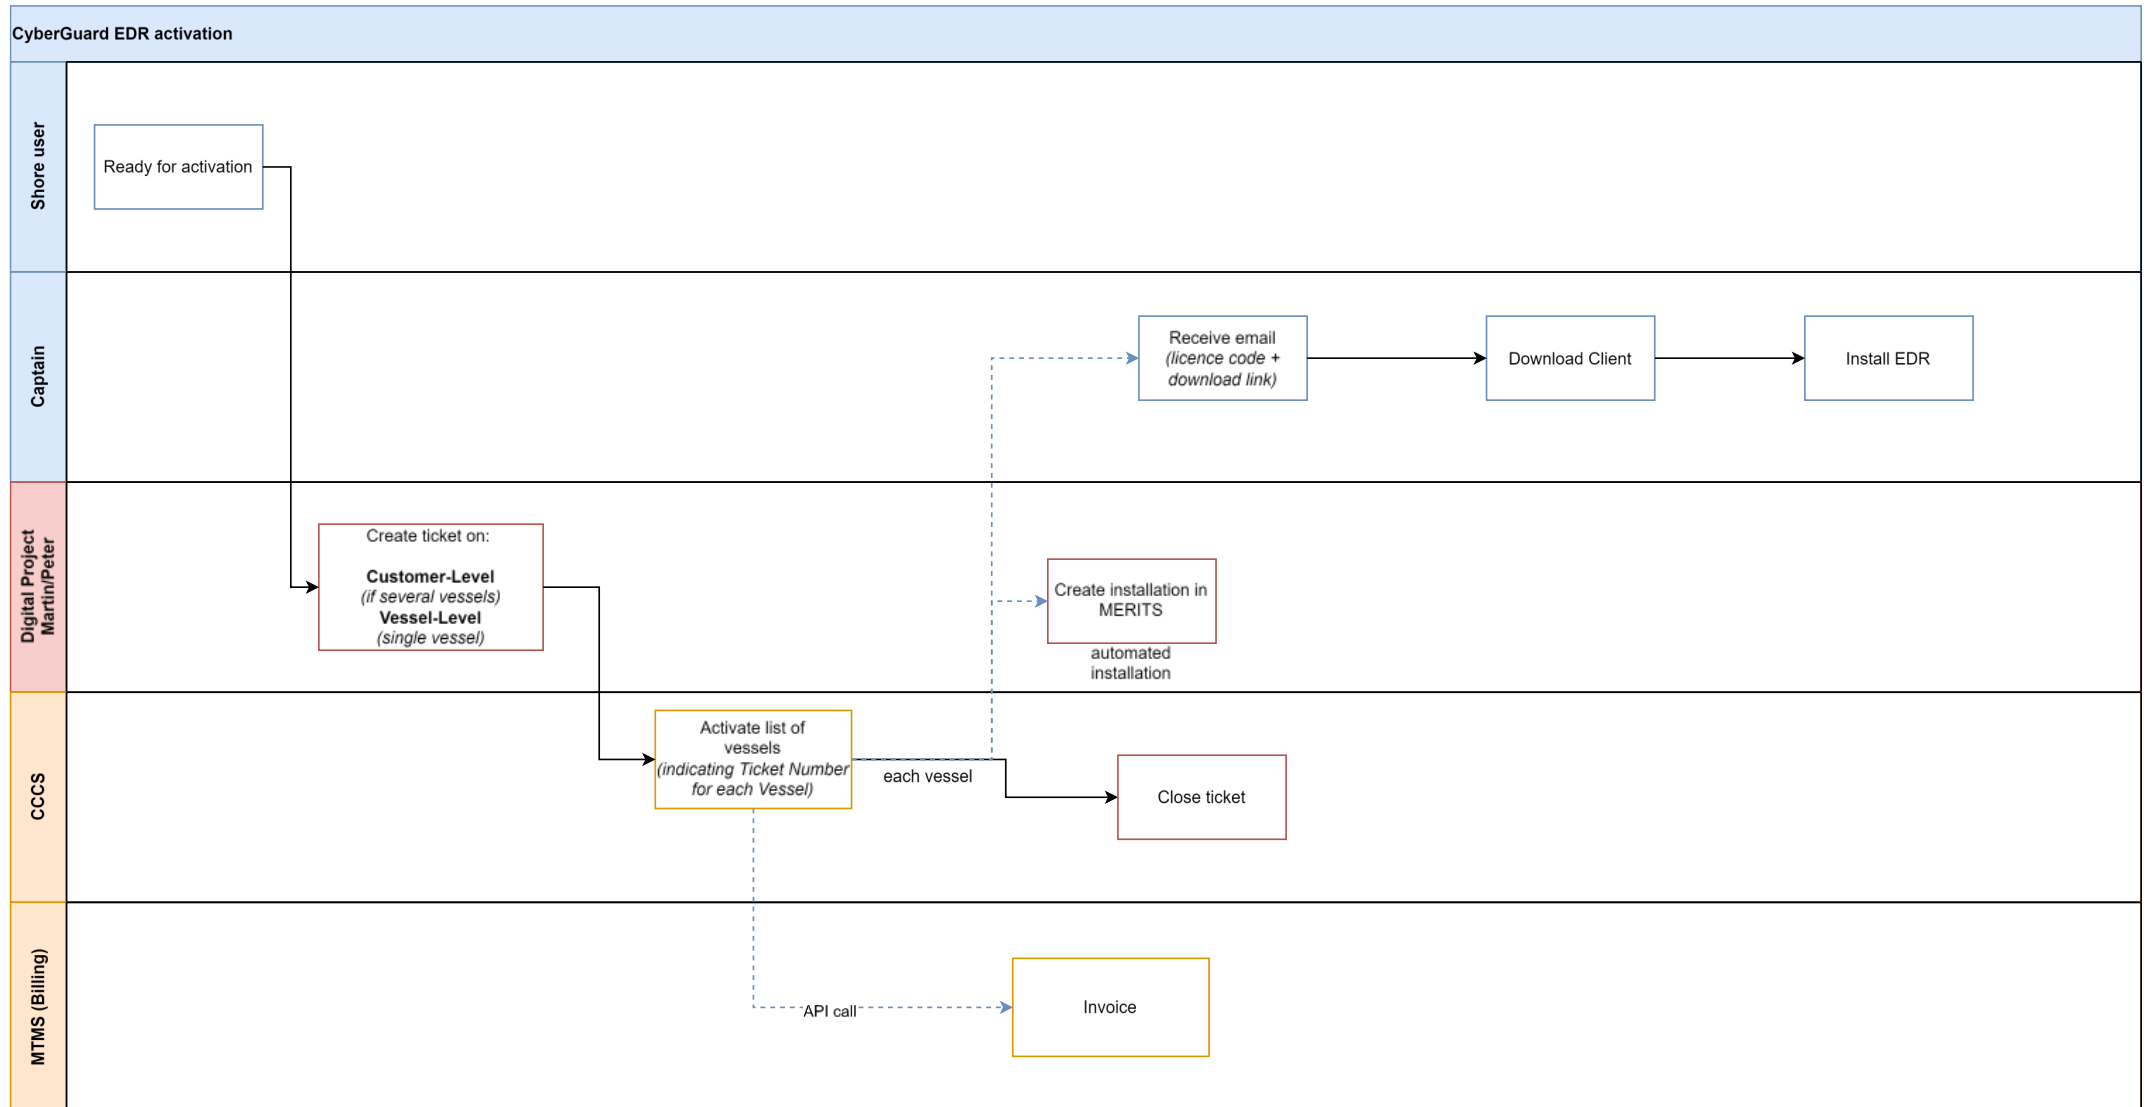 CyberGuard EDR activation
Shore user
Ready for activation
Captain
Receive email
(licence code +
download link)
Download Client
Install EDR
Digital Project
Martin/Peter
Create ticket on:
Customer-Level
(if several vessels)
Vessel-Level
(single vessel)
Create installation in
MERITS
automated
installation
CCCS
Activate list of
vessels
(indicating Ticket Number
for each Vessel)
each vessel
Close ticket
MTMS (Billing)
API call
Invoice